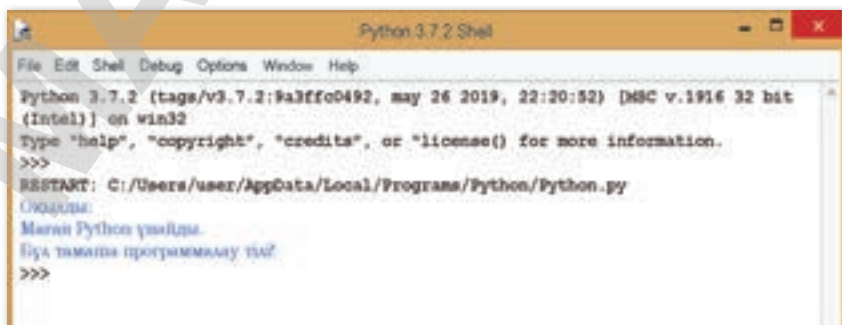 Python 3.7.2 Shell
File Edit Shell Debug Options Window Help
Python 3.7.2 (tags/v3.7.2:9a3ffc0492, may 26 2019, 22:20:52) [MSC v.1916 32 bit
(Intel)] on win32
Type "help", "copyright", "credits", or "license() for more information.
>>>
RESTART: C:/Users/user/AppData/Local/Programs/Python/Python.py
Оқылды:
Маған Python ұнайды.
Бұл тамаша программалау тілі!
>>>